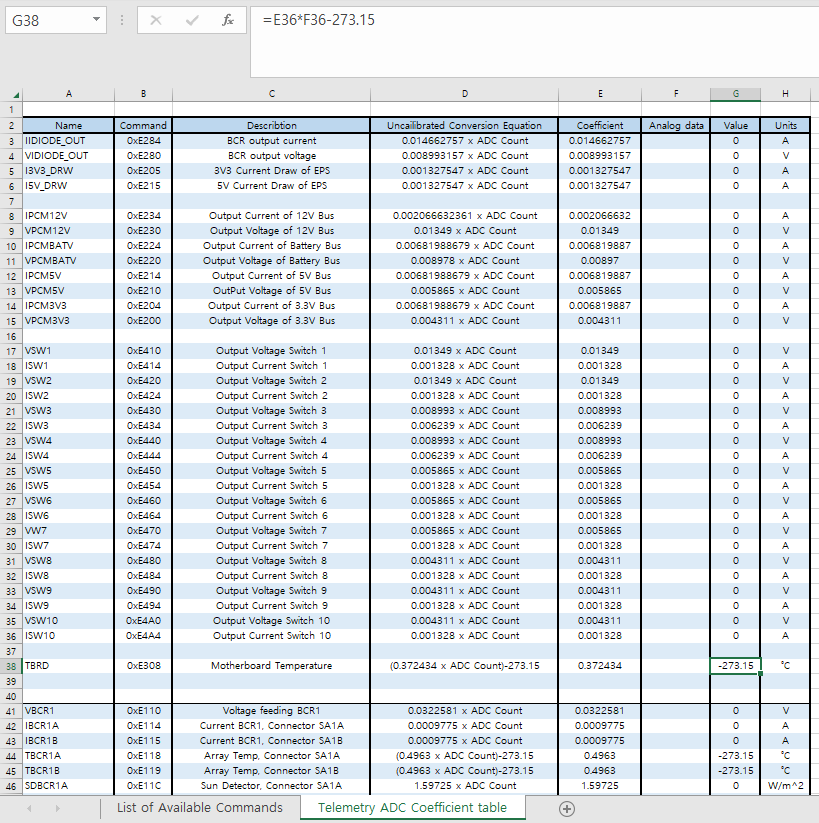 G38 fx =E36*F36-273.15
A B C D E F G H
1
2 Name Command Describtion Uncailibrated Conversion Equation Coefficient Analog data Value Units
3 IIDIODE_OUT 0xE284 BCR output current 0.014662757 x ADC Count 0.014662757 0 A
4 VIDIODE_OUT 0xE280 BCR output voltage 0.008993157 x ADC Count 0.008993157 0 V
5 I3V3_DRW 0xE205 3V3 Current Draw of EPS 0.001327547 x ADC Count 0.001327547 0 A
6 I5V_DRW 0xE215 5V Current Draw of EPS 0.001327547 x ADC Count 0.001327547 0 A
7
8 IPCM12V 0xE234 Output Current of 12V Bus 0.002066632361 x ADC Count 0.002066632 0 A
9 VPCM12V 0xE230 Output Voltage of 12V Bus 0.01349 x ADC Count 0.01349 0 V
10 IPCMBATV 0xE224 Output Current of Battery Bus 0.00681988679 x ADC Count 0.006819887 0 A
11 VPCMBATV 0xE220 Output Voltage of Battery Bus 0.008978 x ADC Count 0.00897 0 V
12 IPCM5V 0xE214 Output Current of 5V Bus 0.00681988679 x ADC Count 0.006819887 0 A
13 VPCM5V 0xE210 OutPut Voltage of 5V Bus 0.005865 x ADC Count 0.005865 0 V
14 IPCM3V3 0xE204 Output Current of 3.3V Bus 0.00681988679 x ADC Count 0.006819887 0 A
15 VPCM3V3 0xE200 Output Voltage of 3.3V Bus 0.004311 x ADC Count 0.004311 0 V
16
17 VSW1 0xE410 Output Voltage Switch 1 0.01349 x ADC Count 0.01349 0 V
18 ISW1 0xE414 Output Current Switch 1 0.001328 x ADC Count 0.001328 0 A
19 VSW2 0xE420 Output Voltage Switch 2 0.01349 x ADC Count 0.01349 0 V
20 ISW2 0xE424 Output Current Switch 2 0.001328 x ADC Count 0.001328 0 A
21 VSW3 0xE430 Output Voltage Switch 3 0.008993 x ADC Count 0.008993 0 V
22 ISW3 0xE434 Output Current Switch 3 0.006239 x ADC Count 0.006239 0 A
23 VSW4 0xE440 Output Voltage Switch 4 0.008993 x ADC Count 0.008993 0 V
24 ISW4 0xE444 Output Current Switch 4 0.006239 x ADC Count 0.006239 0 A
25 VSW5 0xE450 Output Voltage Switch 5 0.005865 x ADC Count 0.005865 0 V
26 ISW5 0xE454 Output Current Switch 5 0.001328 x ADC Count 0.001328 0 A
27 VSW6 0xE460 Output Voltage Switch 6 0.005865 x ADC Count 0.005865 0 V
28 ISW6 0xE464 Output Current Switch 6 0.001328 x ADC Count 0.001328 0 A
29 VW7 0xE470 Output Voltage Switch 7 0.005865 x ADC Count 0.005865 0 V
30 ISW7 0xE474 Output Current Switch 7 0.001328 x ADC Count 0.001328 0 A
31 VSW8 0xE480 Output Voltage Switch 8 0.004311 x ADC Count 0.004311 0 V
32 ISW8 0xE484 Output Current Switch 8 0.001328 x ADC Count 0.001328 0 A
33 VSW9 0xE490 Output Voltage Switch 9 0.004311 x ADC Count 0.004311 0 V
34 ISW9 0xE494 Output Current Switch 9 0.001328 x ADC Count 0.001328 0 A
35 VSW10 0xE4A0 Output Voltage Switch 10 0.004311 x ADC Count 0.004311 0 V
36 ISW10 0xE4A4 Output Current Switch 10 0.001328 x ADC Count 0.001328 0 A
37
38 TBRD 0xE308 Motherboard Temperature (0.372434 x ADC Count)-273.15 0.372434 -273.15 ℃
39
40
41 VBCR1 0xE110 Voltage feeding BCR1 0.0322581 x ADC Count 0.0322581 0 V
42 IBCR1A 0xE114 Current BCR1, Connector SA1A 0.0009775 x ADC Count 0.0009775 0 A
43 IBCR1B 0xE115 Current BCR1, Connector SA1B 0.0009775 x ADC Count 0.0009775 0 A
44 TBCR1A 0xE118 Array Temp, Connector SA1A (0.4963 x ADC Count)-273.15 0.4963 -273.15 ℃
45 TBCR1B 0xE119 Array Temp, Connector SA1B (0.4963 x ADC Count)-273.15 0.4963 -273.15 ℃
46 SDBCR1A 0xE11C Sun Detector, Connector SA1A 1.59725 x ADC Count 1.59725 0 W/m^2
List of Available Commands Telemetry ADC Coefficient table